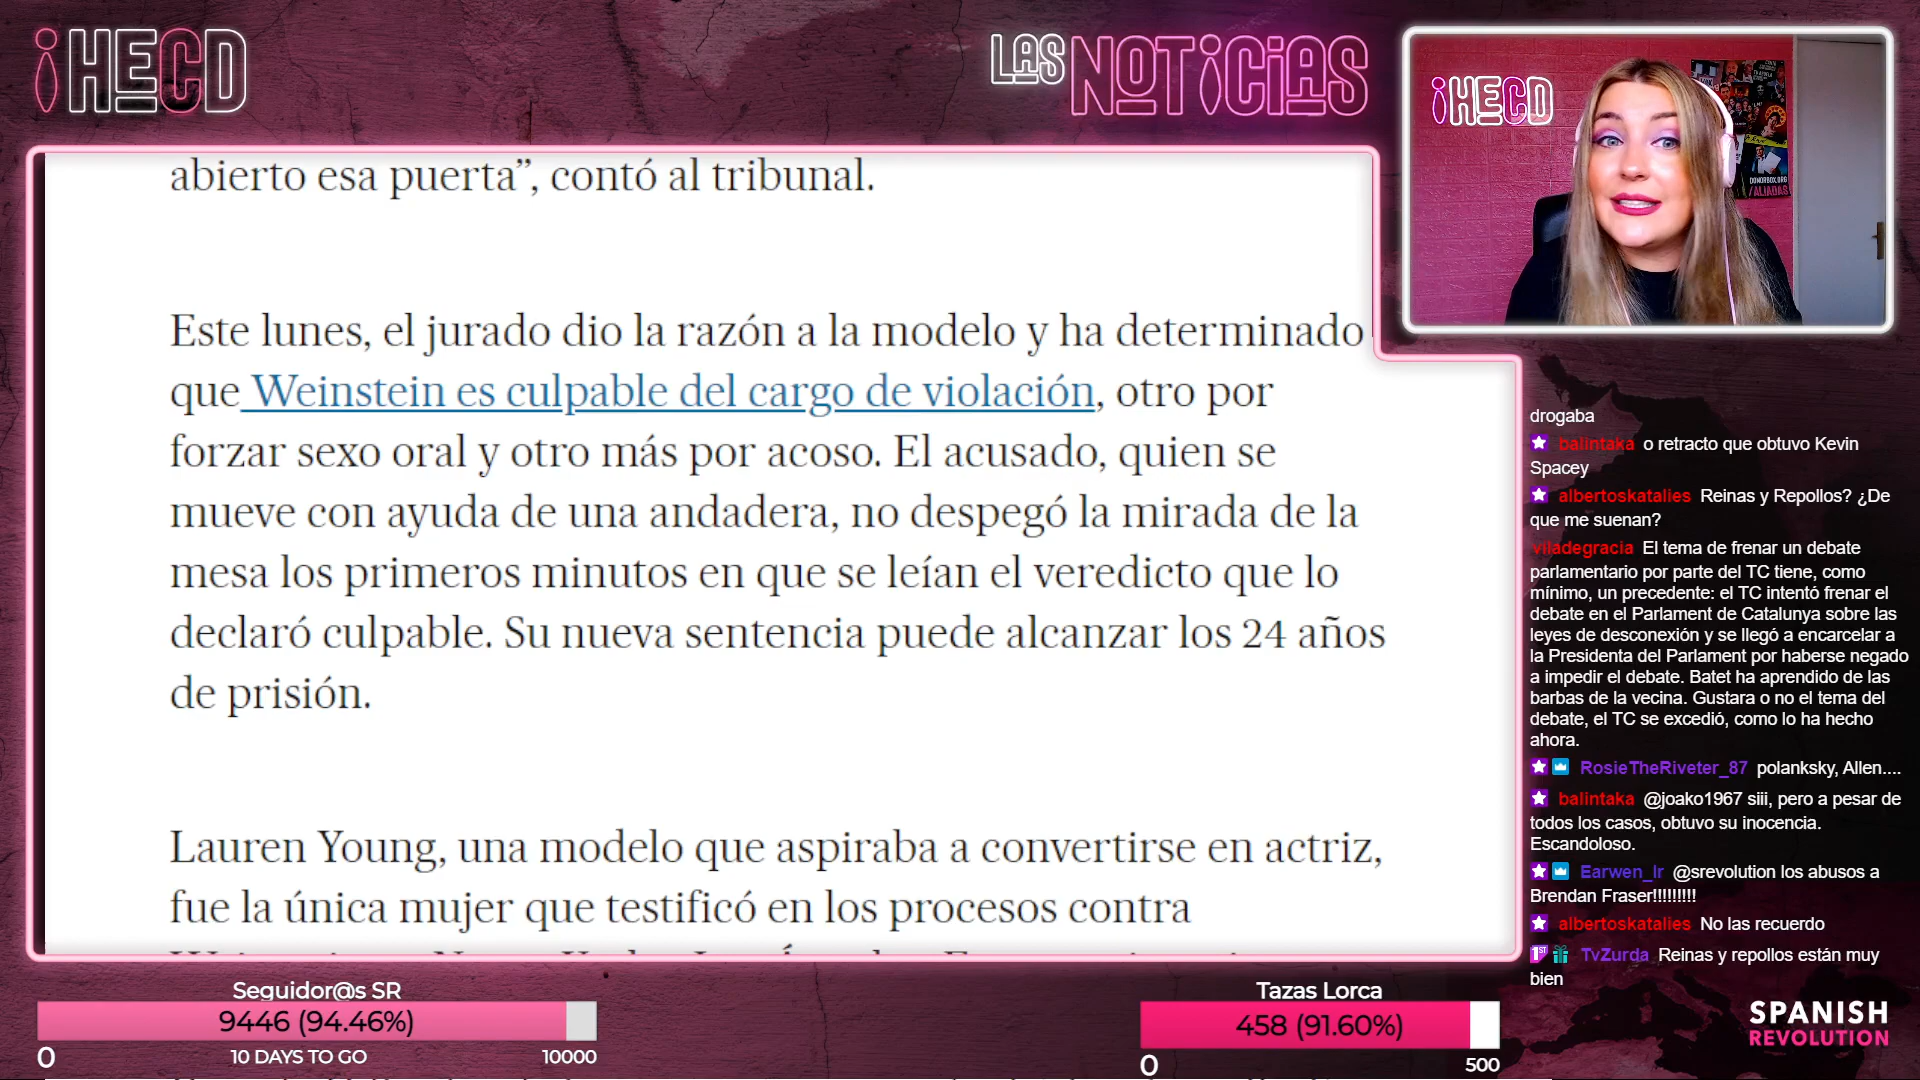 ¡HECD
LAS NOTICIAS
¡HECD
DONORBOX.ORG
/ALIADAS
abierto esa puerta”, contó al tribunal.
Este lunes, el jurado dio la razón a la modelo y ha determinado
que Weinstein es culpable del cargo de violación, otro por
forzar sexo oral y otro más por acoso. El acusado, quien se
mueve con ayuda de una andadera, no despegó la mirada de la
mesa los primeros minutos en que se leían el veredicto que lo
declaró culpable. Su nueva sentencia puede alcanzar los 24 años
de prisión.
Lauren Young, una modelo que aspiraba a convertirse en actriz,
fue la única mujer que testificó en los procesos contra
drogaba
balintaka o retracto que obtuvo Kevin
Spacey
albertoskatalies Reinas y Repollos? ¿De
que me suenan?
viladegracia El tema de frenar un debate
parlamentario por parte del TC tiene, como
mínimo, un precedente: el TC intentó frenar el
debate en el Parlament de Catalunya sobre las
leyes de desconexión y se llegó a encarcelar a
la Presidenta del Parlament por haberse negado
a impedir el debate. Batet ha aprendido de las
barbas de la vecina. Gustara o no el tema del
debate, el TC se excedió, como lo ha hecho
ahora.
RosieTheRiveter_87 polanksky, Allen....
balintaka @joako1967 siii, pero a pesar de
todos los casos, obtuvo su inocencia.
Escandoloso.
Earwen_lr @srevolution los abusos a
Brendan Fraser!!!!!!!!!
albertoskatalies No las recuerdo
1ST TvZurda Reinas y repollos están muy
bien
Seguidor@s SR
9446 (94.46%)
0 10 DAYS TO GO 10000
Tazas Lorca
458 (91.60%)
0 500
SPANISH
REVOLUTION